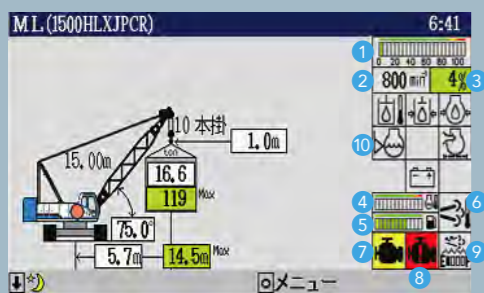 ML(1500HLXJPCR) 6:41
1
0 20 40 60 80 100
2 800 min⁻¹ 4% 3
10本掛 1.0m
10
15.00m
ton
16.6
119 Max
4
6
75.0°
5
5.7m 14.5m Max
7
8
9
メニュー